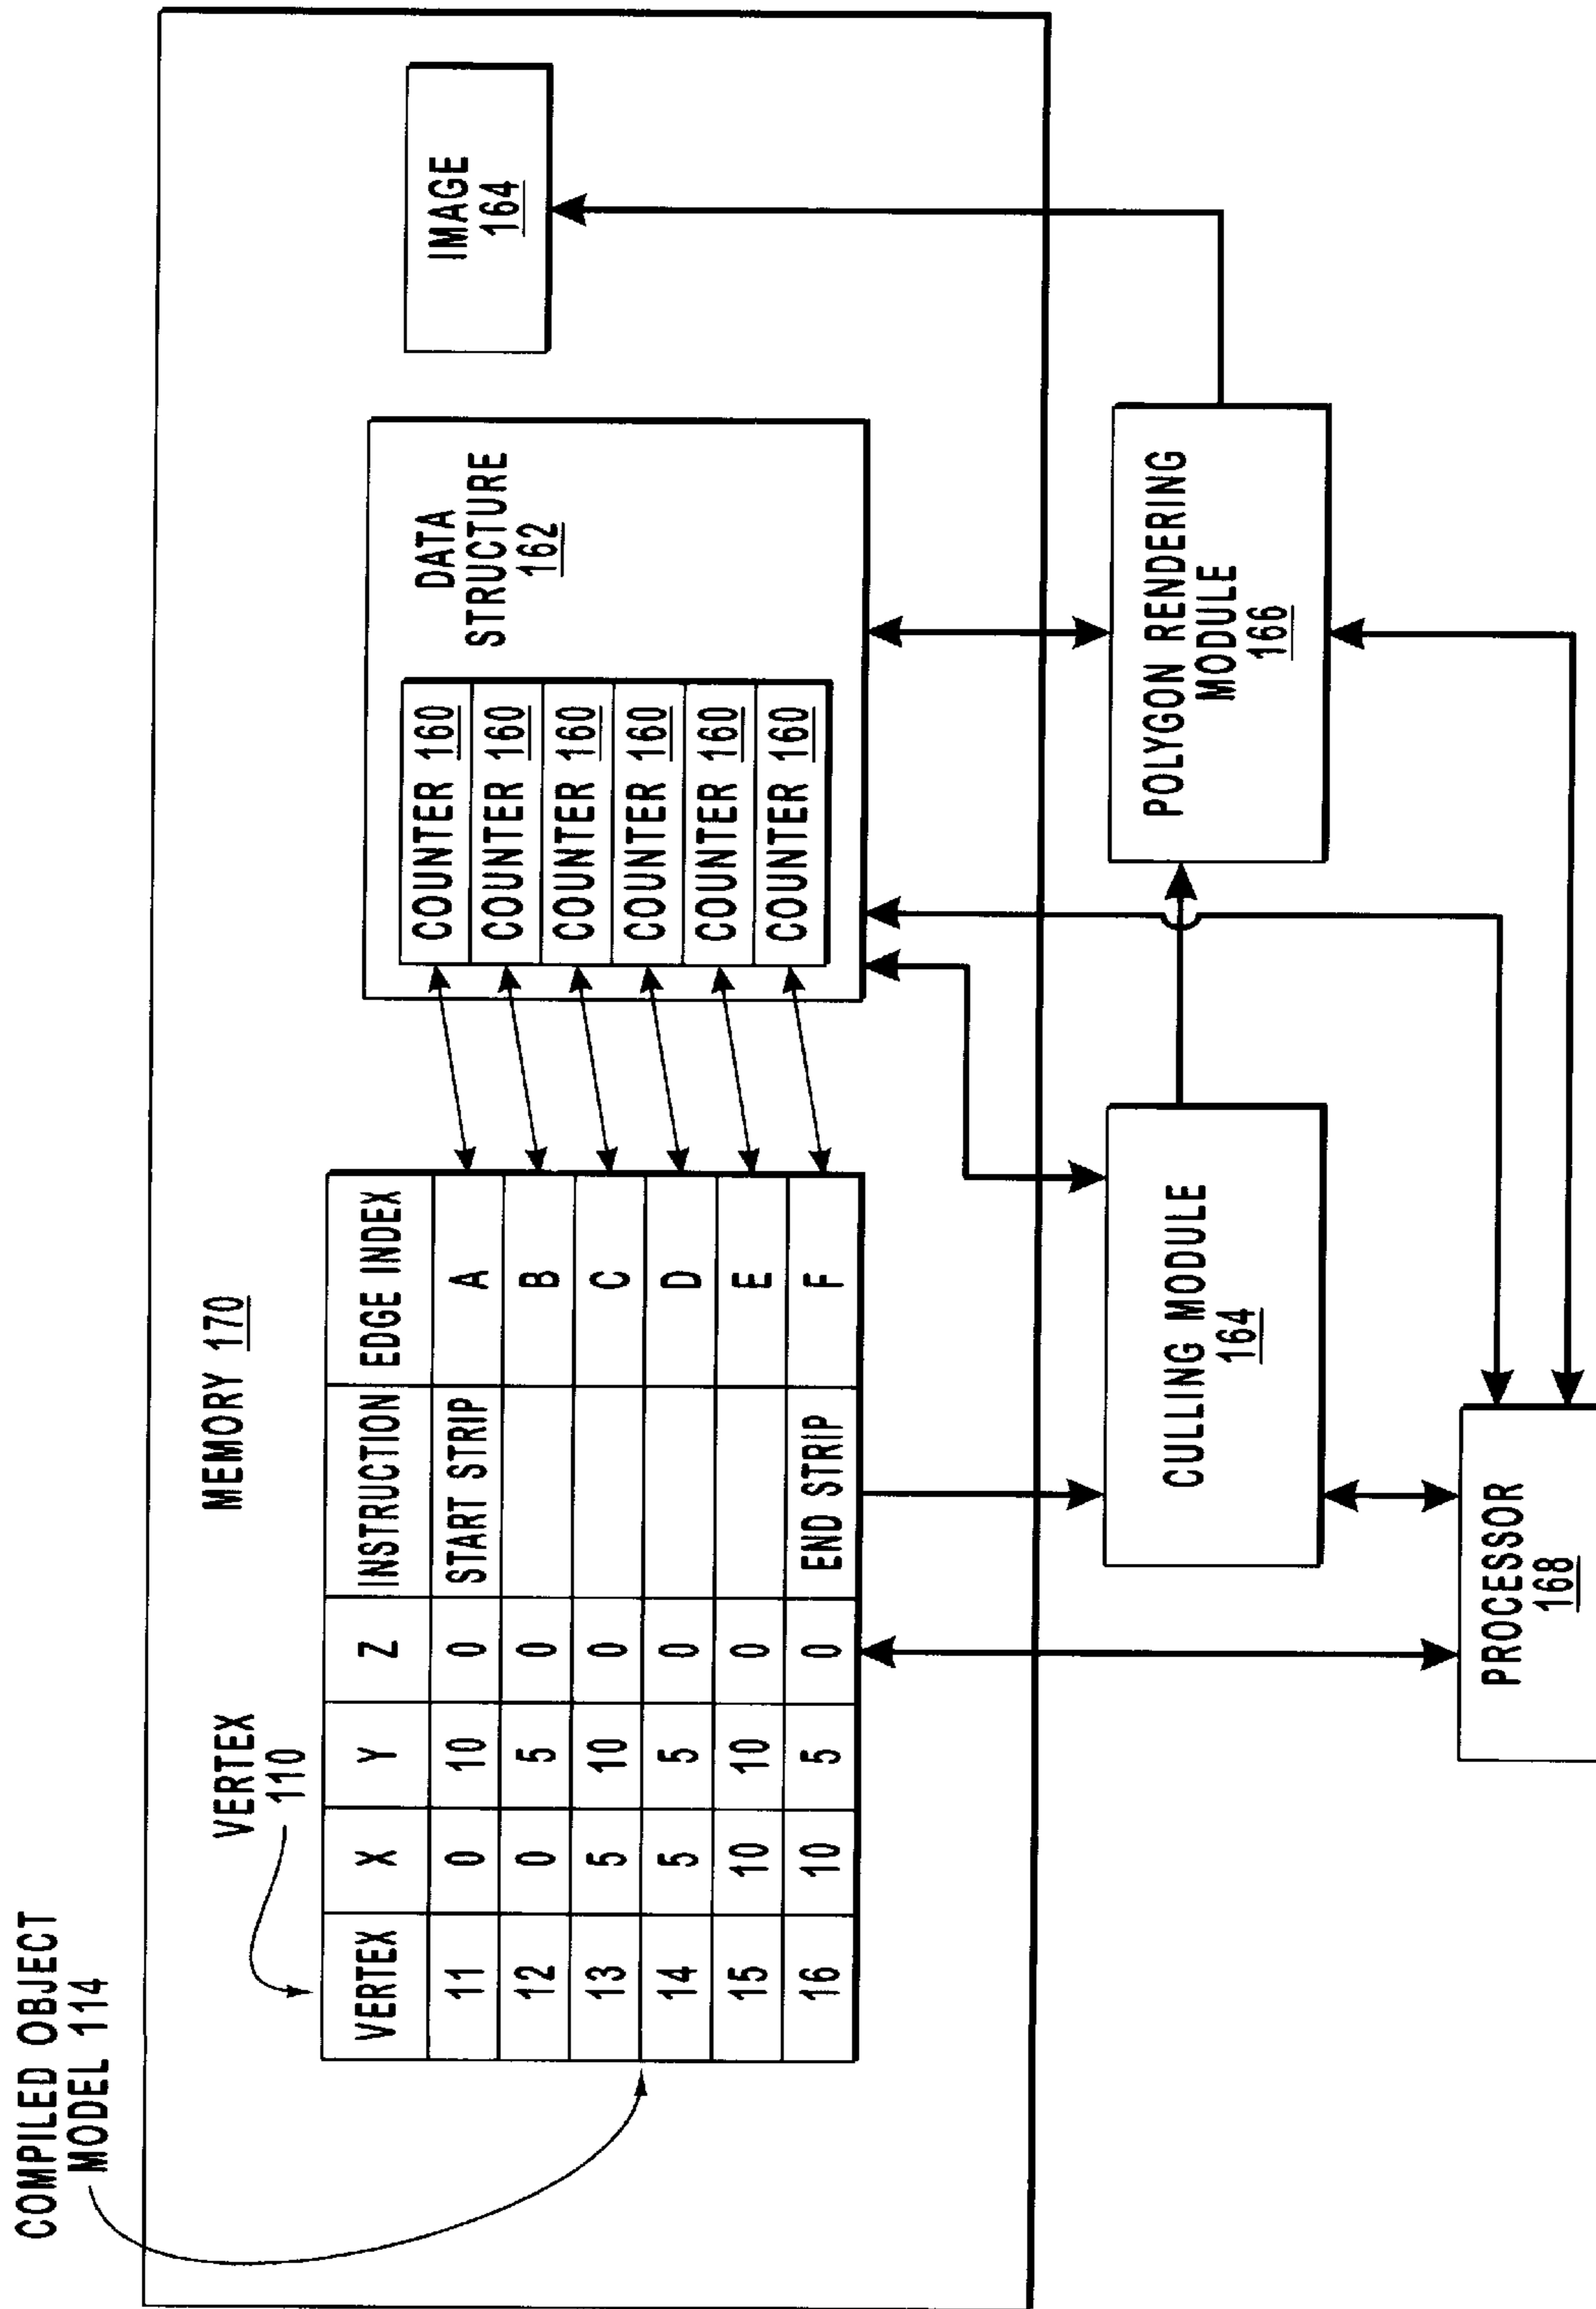 COMPILED OBJECT
MODEL 114
MEMORY 170
VERTEX
110
VERTEX X Y Z INSTRUCTION EDGE INDEX
11 0 10 0 START STRIP A
12 0 5 0 B
13 5 10 0 C
14 5 5 0 D
15 10 10 0 E
16 10 5 0 END STRIP F
COUNTER 160
COUNTER 160
COUNTER 160
COUNTER 160
COUNTER 160
COUNTER 160
DATA
STRUCTURE
162
IMAGE
164
CULLING MODULE
164
POLYGON RENDERING
MODULE
166
PROCESSOR
168